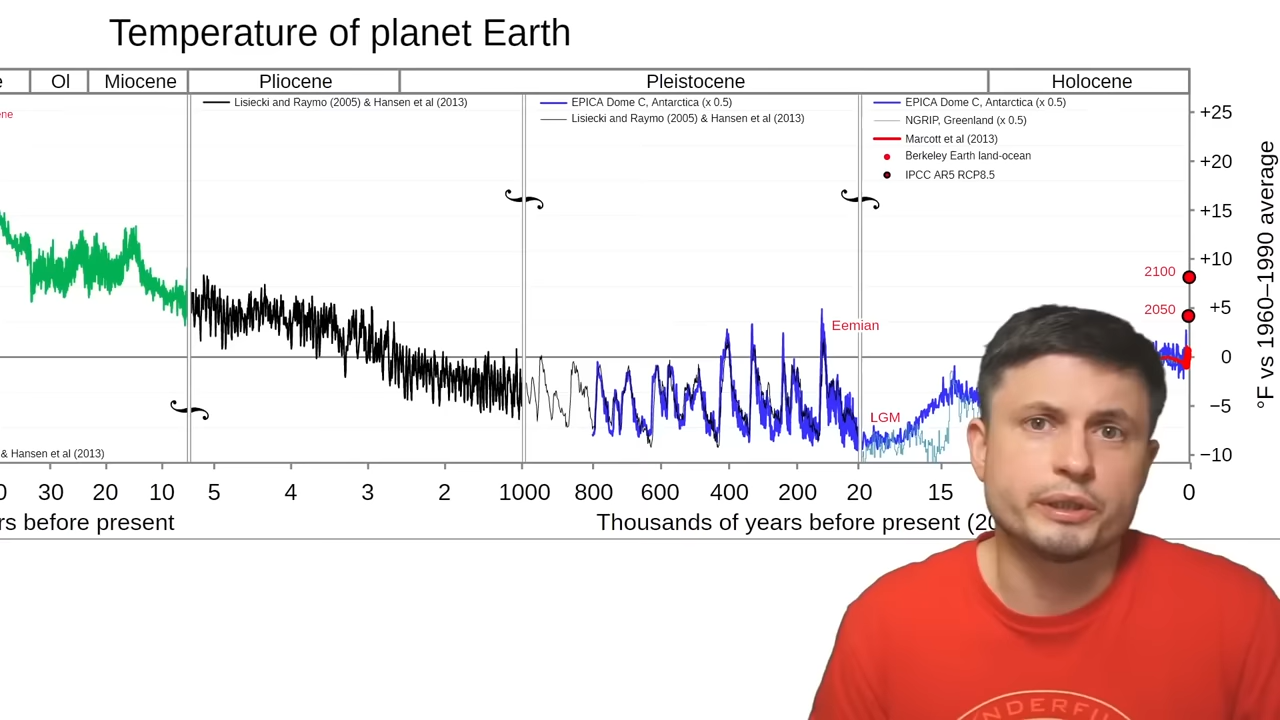 Temperature of planet Earth
e Ol Miocene Pliocene Pleistocene Holocene
ene
Lisiecki and Raymo (2005) & Hansen et al (2013)
EPICA Dome C, Antarctica (x 0.5)
Lisiecki and Raymo (2005) & Hansen et al (2013)
EPICA Dome C, Antarctica (x 0.5)
NGRIP, Greenland (x 0.5)
Marcott et al (2013)
Berkeley Earth land-ocean
IPCC AR5 RCP8.5
+25
+20
+15
+10
+5
0
−5
−10
°F vs 1960–1990 average
2100
2050
Eemian
LGM
& Hansen et al (2013)
0 30 20 10 5 4 3 2 1000 800 600 400 200 20 15 0
rs before present
Thousands of years before present (20
NDERFU